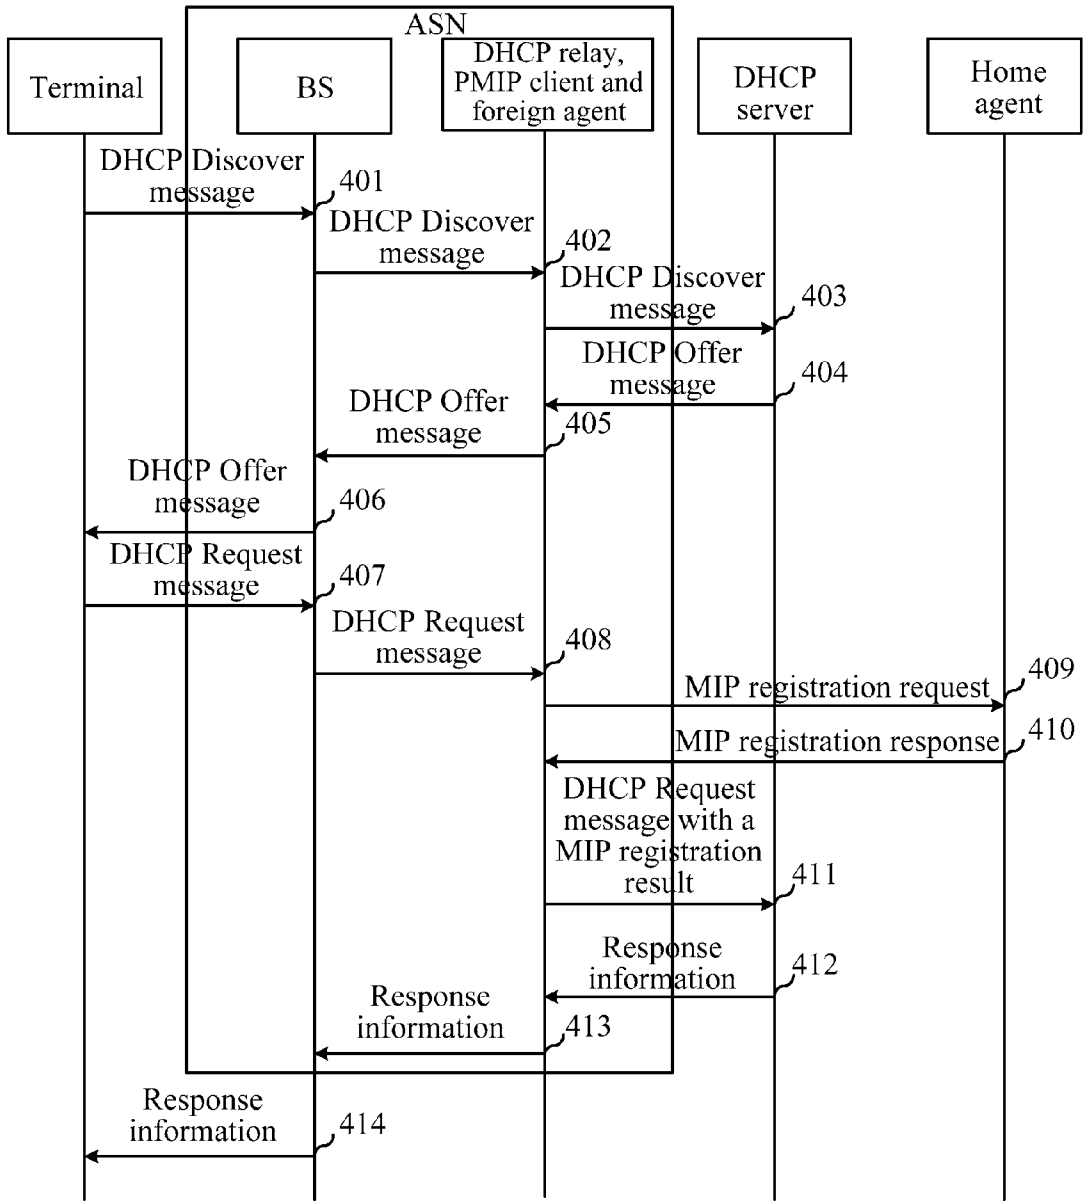 ASN
Terminal
BS
DHCP relay,
PMIP client and
foreign agent
DHCP
server
Home
agent
DHCP Discover
message
401
DHCP Discover
message
402
DHCP Discover
message
403
DHCP Offer
message
404
DHCP Offer
message
405
DHCP Offer
message
406
DHCP Request
message
407
DHCP Request
message
408
MIP registration request
409
MIP registration response
410
DHCP Request
message with a
MIP registration
result
411
Response
information
412
Response
information
413
Response
information
414